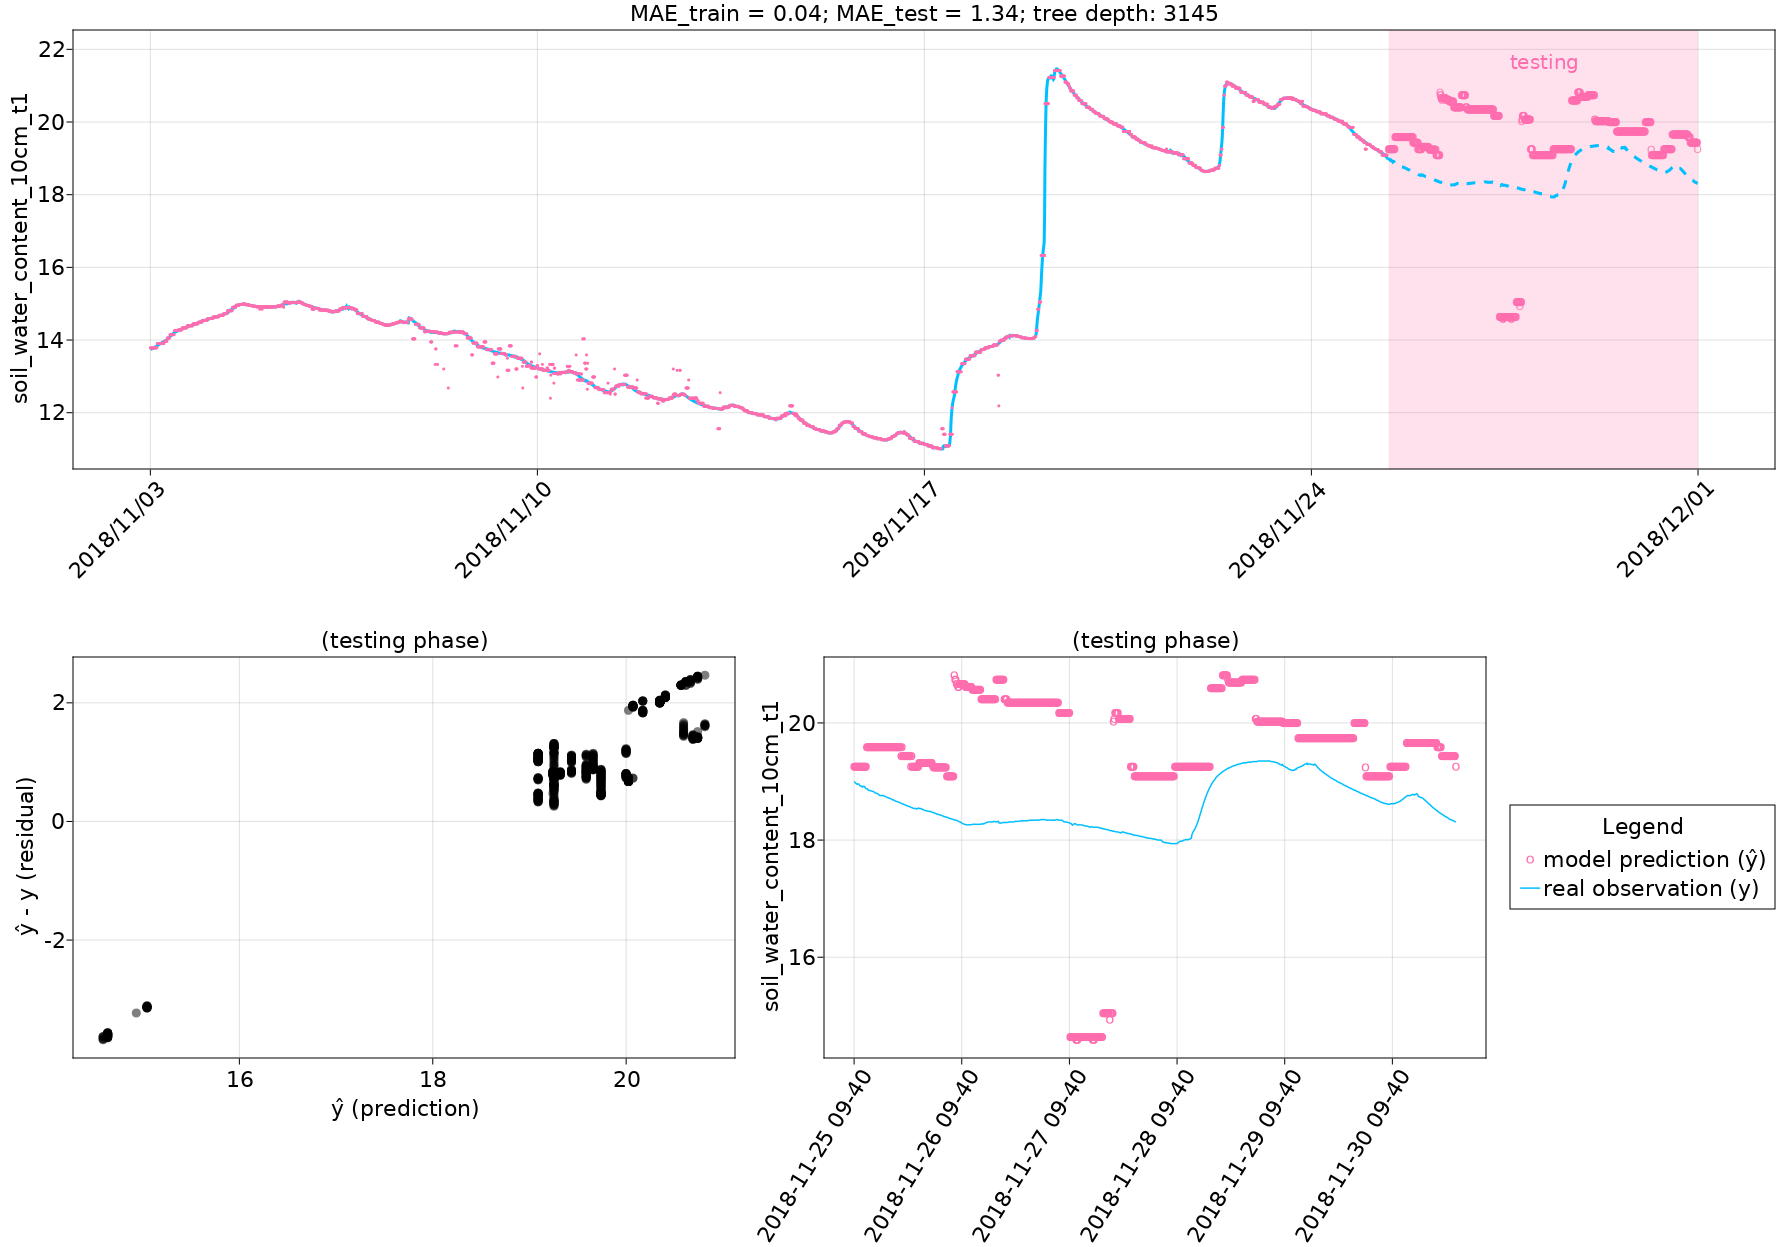 MAE_train = 0.04; MAE_test = 1.34; tree depth: 3145
soil_water_content_10cm_t1
22
20
18
16
14
12
testing
2018/11/03
2018/11/10
2018/11/17
2018/11/24
2018/12/01
(testing phase)
ŷ - y (residual)
2
0
-2
16
18
20
ŷ (prediction)
(testing phase)
soil_water_content_10cm_t1
20
18
16
2018-11-25 09-40
2018-11-26 09-40
2018-11-27 09-40
2018-11-28 09-40
2018-11-29 09-40
2018-11-30 09-40
Legend
model prediction (ŷ)
real observation (y)